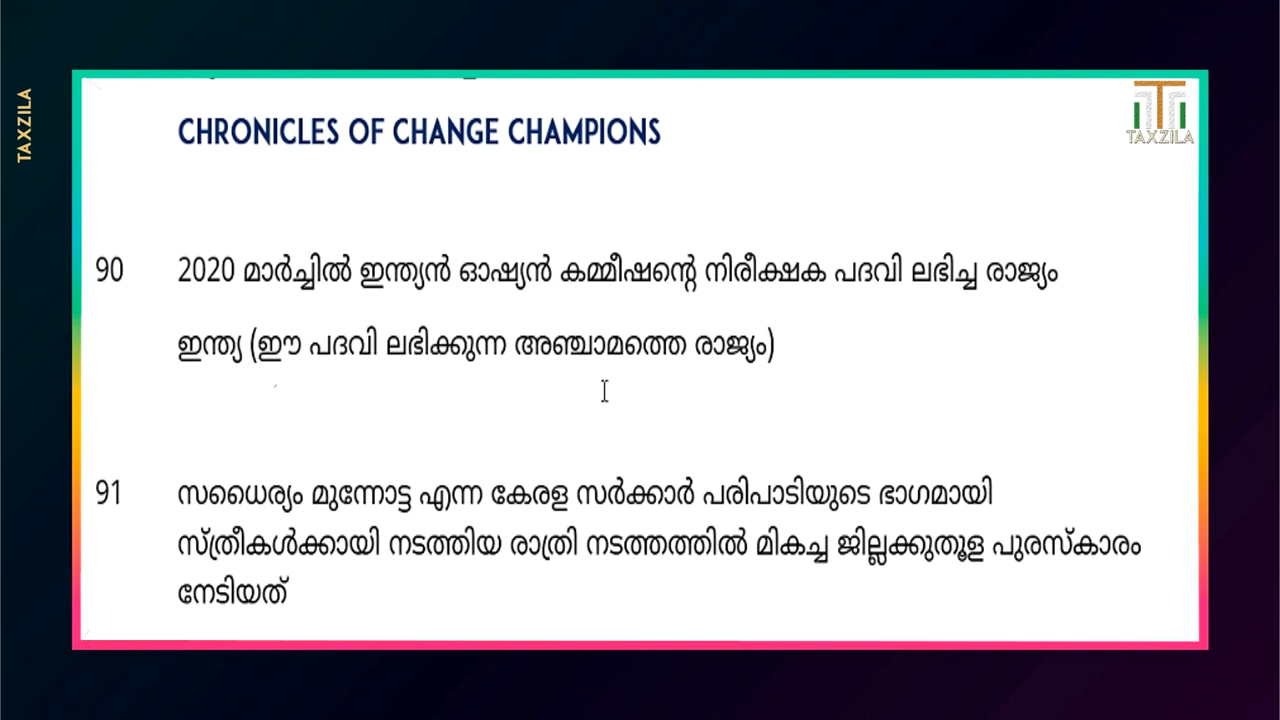 TAXZILA
CHRONICLES OF CHANGE CHAMPIONS
TAXZILA
90 2020 മാർച്ചിൽ ഇന്ത്യൻ ഓഷ്യൻ കമ്മീഷന്റെ നിരീക്ഷക പദവി ലഭിച്ച രാജ്യം
ഇന്ത്യ (ഈ പദവി ലഭിക്കുന്ന അഞ്ചാമത്തെ രാജ്യം)
91 സധൈര്യം മുന്നോട്ട എന്ന കേരള സർക്കാർ പരിപാടിയുടെ ഭാഗമായി
സ്ത്രീകൾക്കായി നടത്തിയ രാത്രി നടത്തത്തിൽ മികച്ച ജില്ലക്കുതൂള പുരസ്കാരം
നേടിയത്